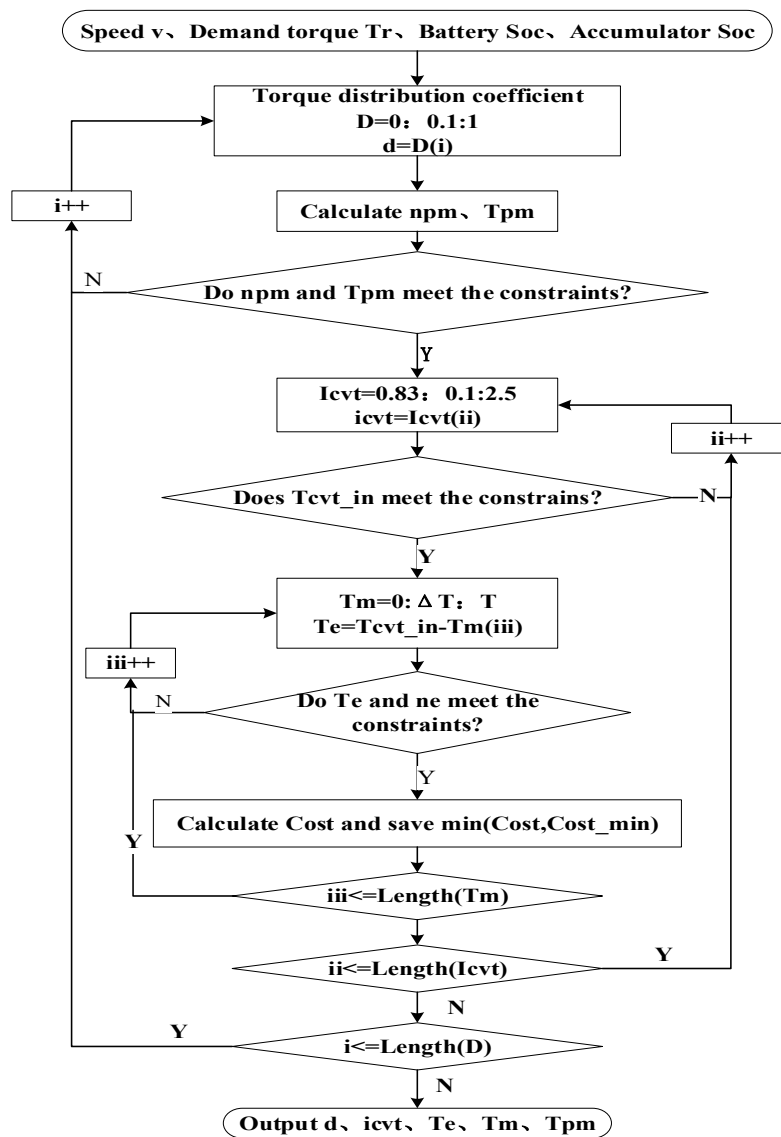 Speed v、Demand torque Tr、Battery Soc、Accumulator Soc
Torque distribution coefficient
D=0：0.1:1
d=D(i)
i++
Calculate npm、Tpm
N
Do npm and Tpm meet the constraints?
Y
Icvt=0.83：0.1:2.5
icvt=Icvt(ii)
ii++
Does Tcvt_in meet the constrains?
N
Y
Tm=0:ΔT：T
Te=Tcvt_in-Tm(iii)
iii++
N
Do Te and ne meet the
constraints?
Y
Calculate Cost and save min(Cost,Cost_min)
Y
iii<=Length(Tm)
ii<=Length(Icvt)
Y
N
Y
i<=Length(D)
N
Output d、icvt、Te、Tm、Tpm